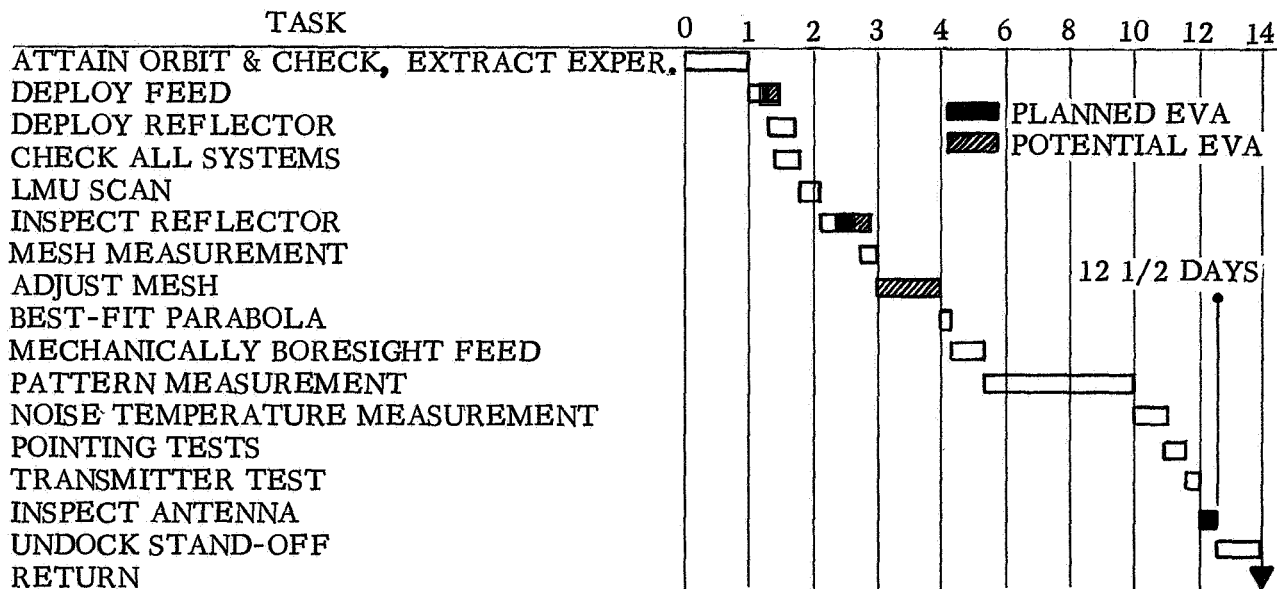 TASK 0 1 2 3 4 6 8 10 12 14
ATTAIN ORBIT & CHECK, EXTRACT EXPER.
DEPLOY FEED
PLANNED EVA
DEPLOY REFLECTOR
POTENTIAL EVA
CHECK ALL SYSTEMS
LMU SCAN
INSPECT REFLECTOR
MESH MEASUREMENT
12 1/2 DAYS
ADJUST MESH
BEST-FIT PARABOLA
MECHANICALLY BORESIGHT FEED
PATTERN MEASUREMENT
NOISE TEMPERATURE MEASUREMENT
POINTING TESTS
TRANSMITTER TEST
INSPECT ANTENNA
UNDOCK STAND-OFF
RETURN